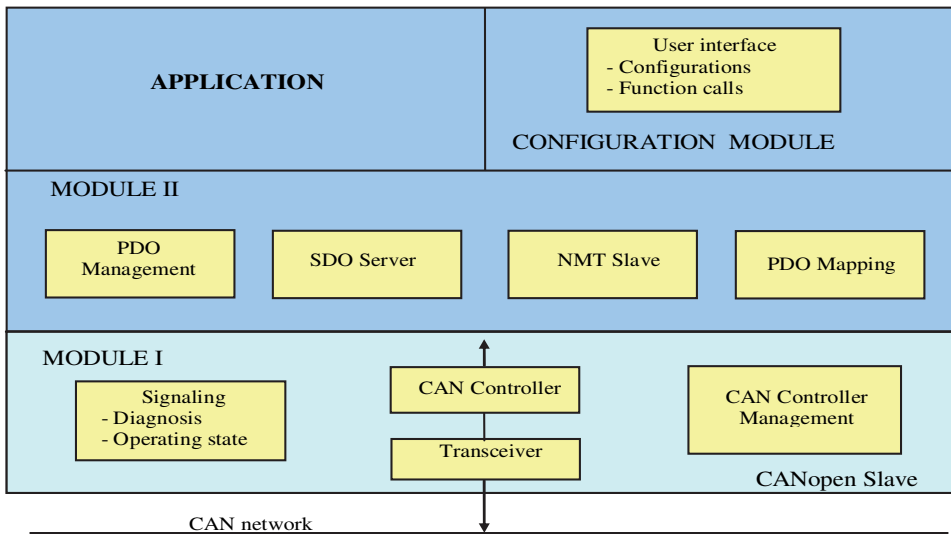 APPLICATION
User interface
- Configurations
- Function calls
CONFIGURATION MODULE
MODULE II
PDO
Management
SDO Server
NMT Slave
PDO Mapping
MODULE I
Signaling
- Diagnosis
- Operating state
CAN Controller
Transceiver
CAN Controller
Management
CANopen Slave
CAN network